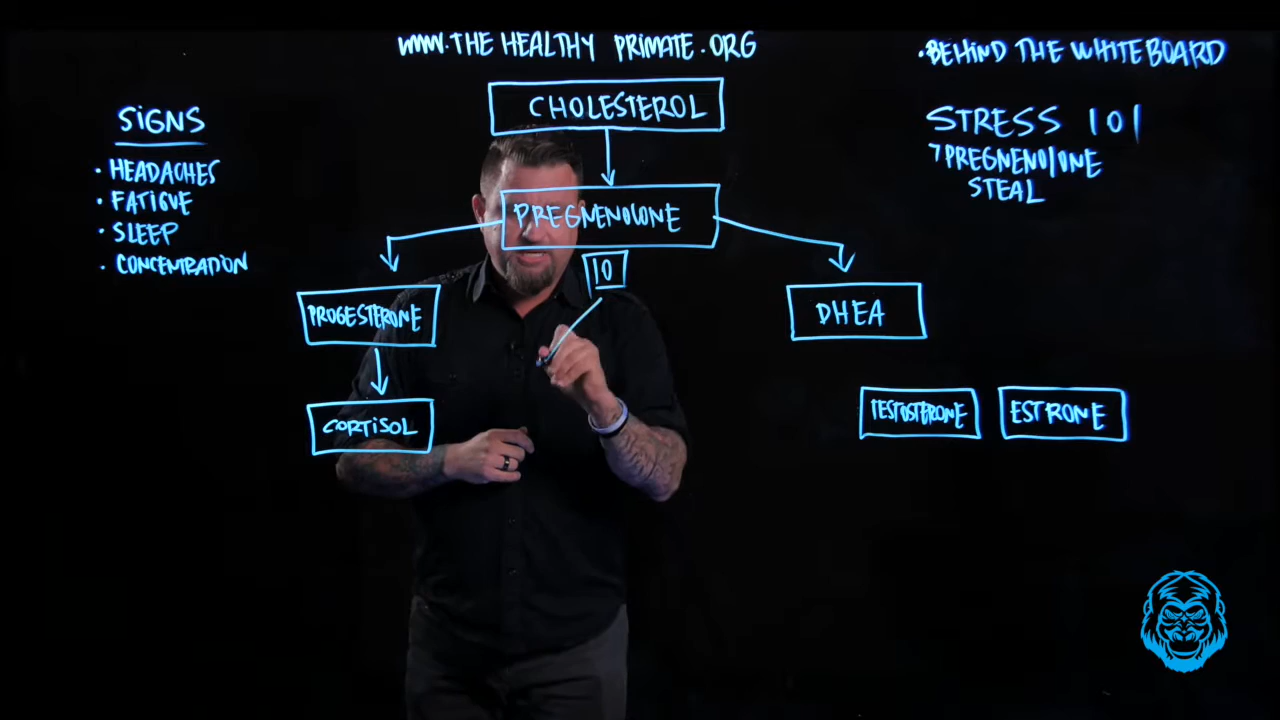 WWW.THE HEALTHY PRIMATE.ORG
•BEHIND THE WHITEBOARD
STRESS 101
7 PREGNENOLONE
STEAL
SIGNS
• HEADACHES
• FATIGUE
• SLEEP
• CONCENTRATION
CHOLESTEROL
PREGNENOLONE
10
PROGESTERONE
DHEA
CORTISOL
TESTOSTERONE
ESTRONE